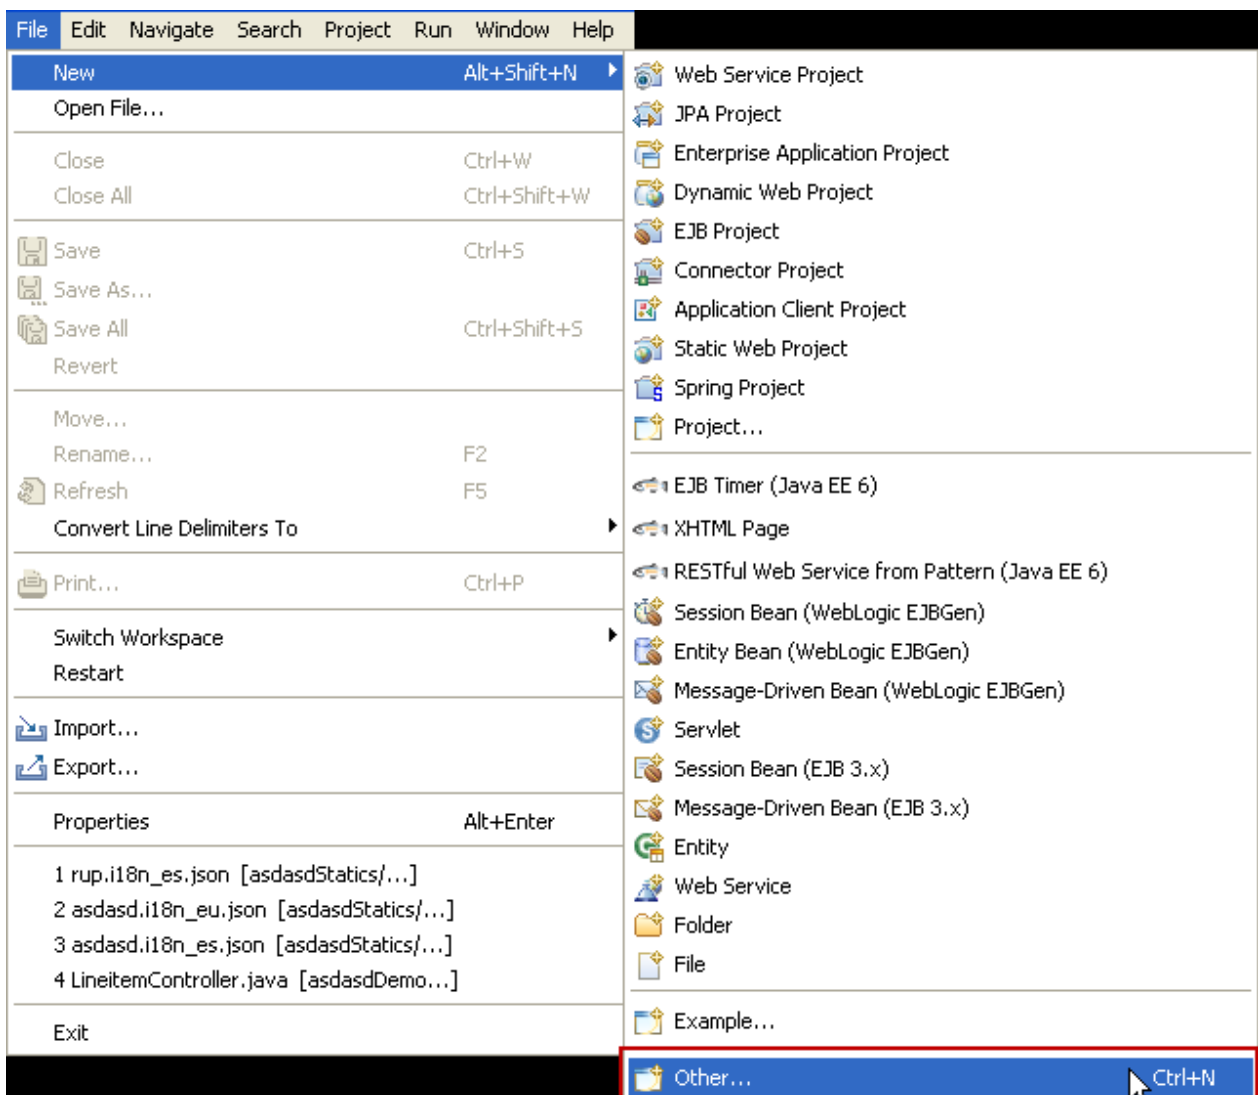 File Edit Navigate Search Project Run Window Help
New Alt+Shift+N
Open File...
Close Ctrl+W
Close All Ctrl+Shift+W
Save Ctrl+S
Save As...
Save All Ctrl+Shift+S
Revert
Move...
Rename... F2
Refresh F5
Convert Line Delimiters To
Print... Ctrl+P
Switch Workspace
Restart
Import...
Export...
Properties Alt+Enter
1 rup.i18n_es.json [asdasdStatics/...]
2 asdasd.i18n_eu.json [asdasdStatics/...]
3 asdasd.i18n_es.json [asdasdStatics/...]
4 LineitemController.java [asdasdDemo...]
Exit
Web Service Project
JPA Project
Enterprise Application Project
Dynamic Web Project
EJB Project
Connector Project
Application Client Project
Static Web Project
Spring Project
Project...
EJB Timer (Java EE 6)
XHTML Page
RESTful Web Service from Pattern (Java EE 6)
Session Bean (WebLogic EJBGen)
Entity Bean (WebLogic EJBGen)
Message-Driven Bean (WebLogic EJBGen)
Servlet
Session Bean (EJB 3.x)
Message-Driven Bean (EJB 3.x)
Entity
Web Service
Folder
File
Example...
Other... Ctrl+N